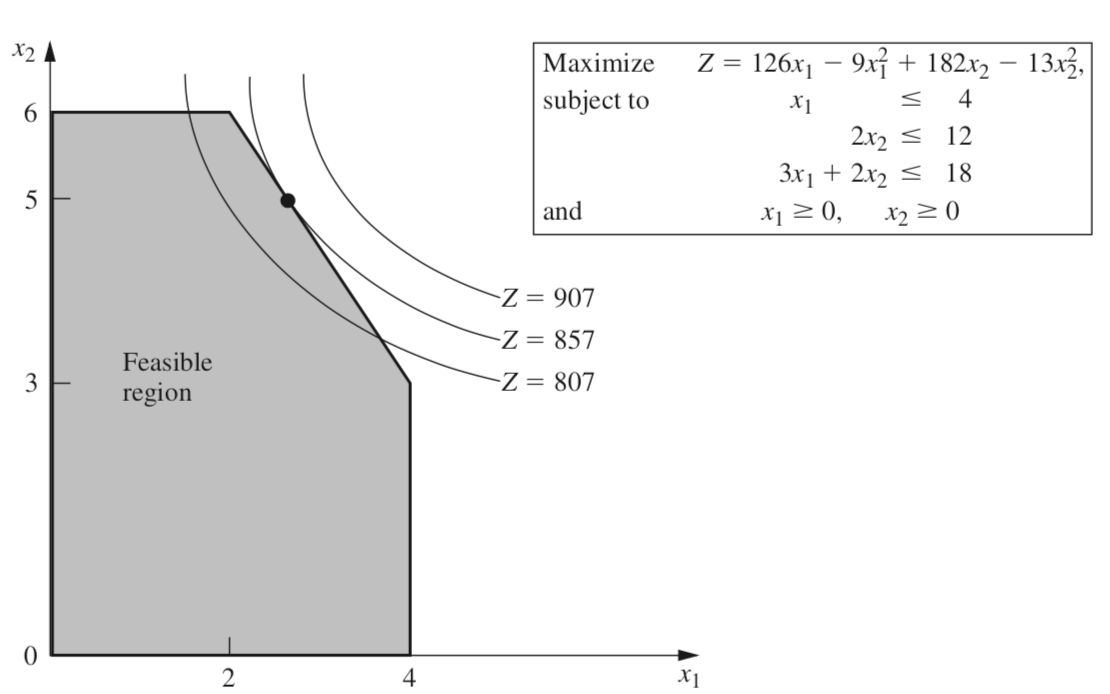 x₂
6
5
3
0
2
4
x₁
Feasible
region
Z = 907
Z = 857
Z = 807
Maximize Z = 126x₁ − 9x₁² + 182x₂ − 13x₂²,
subject to x₁ ≤ 4
2x₂ ≤ 12
3x₁ + 2x₂ ≤ 18
and x₁ ≥ 0, x₂ ≥ 0